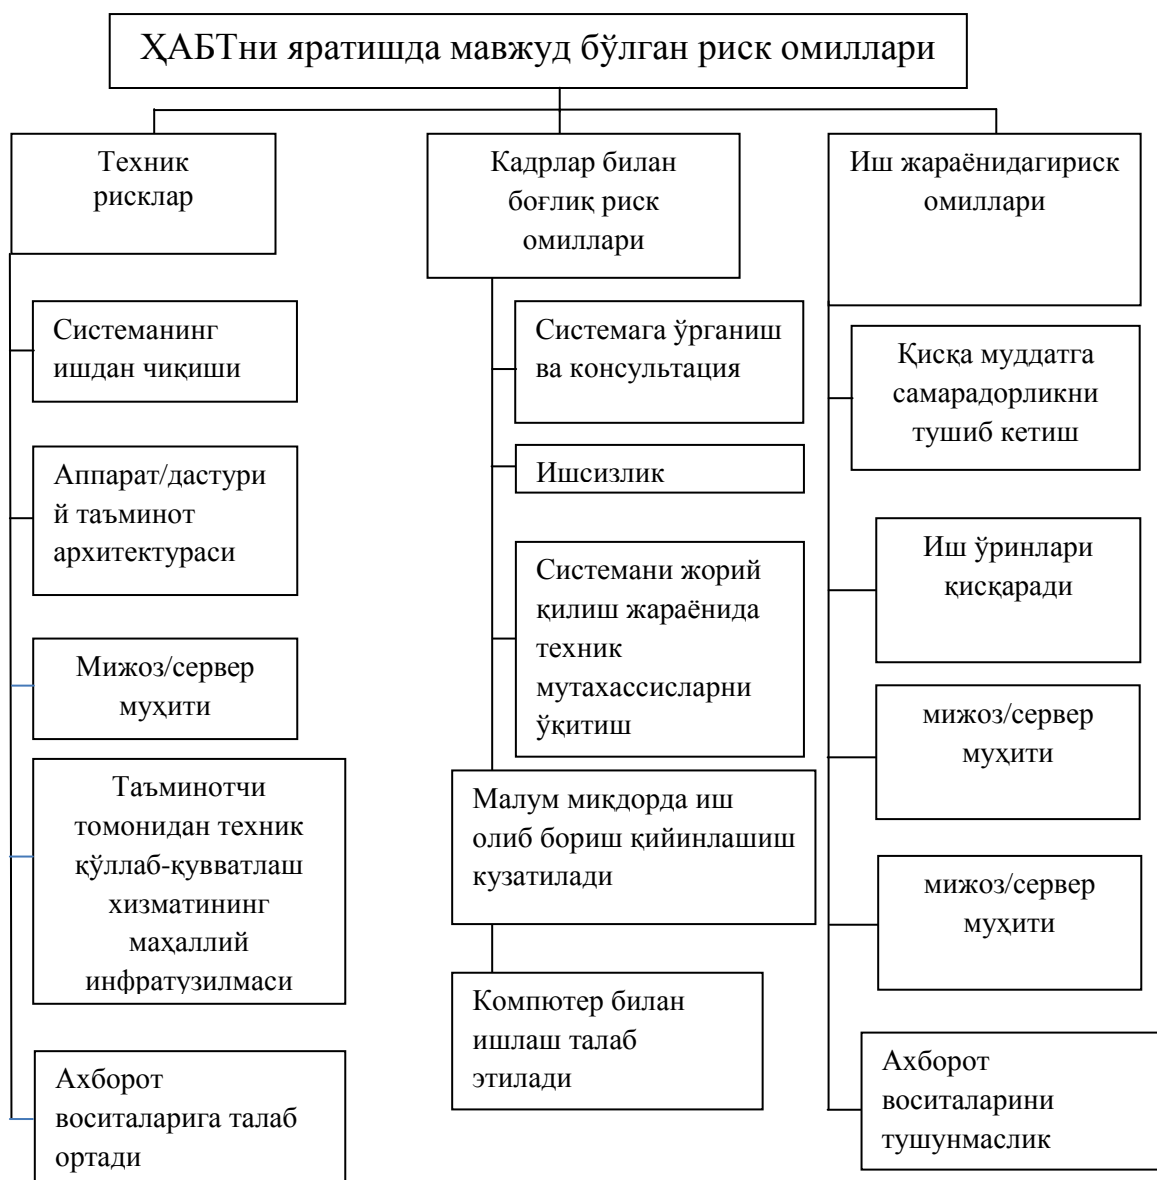 ҲАБТни яратишда мавжуд бўлган риск омиллари
Техник
рисклар
Системанинг
ишдан чиқиши
Аппарат/дастури
й таъминот
архитектураси
Мижоз/сервер
муҳити
Таъминотчи
томонидан техник
қўллаб-қувватлаш
хизматининг
маҳаллий
инфратузилмаси
Ахборот
воситаларига талаб
ортади
Кадрлар билан
боғлиқ риск
омиллари
Системага ўрганиш
ва консультация
Ишсизлик
Системани жорий
қилиш жараёнида
техник
мутахассисларни
ўқитиш
Малум миқдорда иш
олиб бориш қийинлашиш
кузатилади
Компютер билан
ишлаш талаб
этилади
Иш жараёнидагириск
омиллари
Қисқа муддатга
самарадорликни
тушиб кетиш
Иш ўринлари
қисқаради
мижоз/сервер
муҳити
мижоз/сервер
муҳити
Ахборот
воситаларини
тушунмаслик